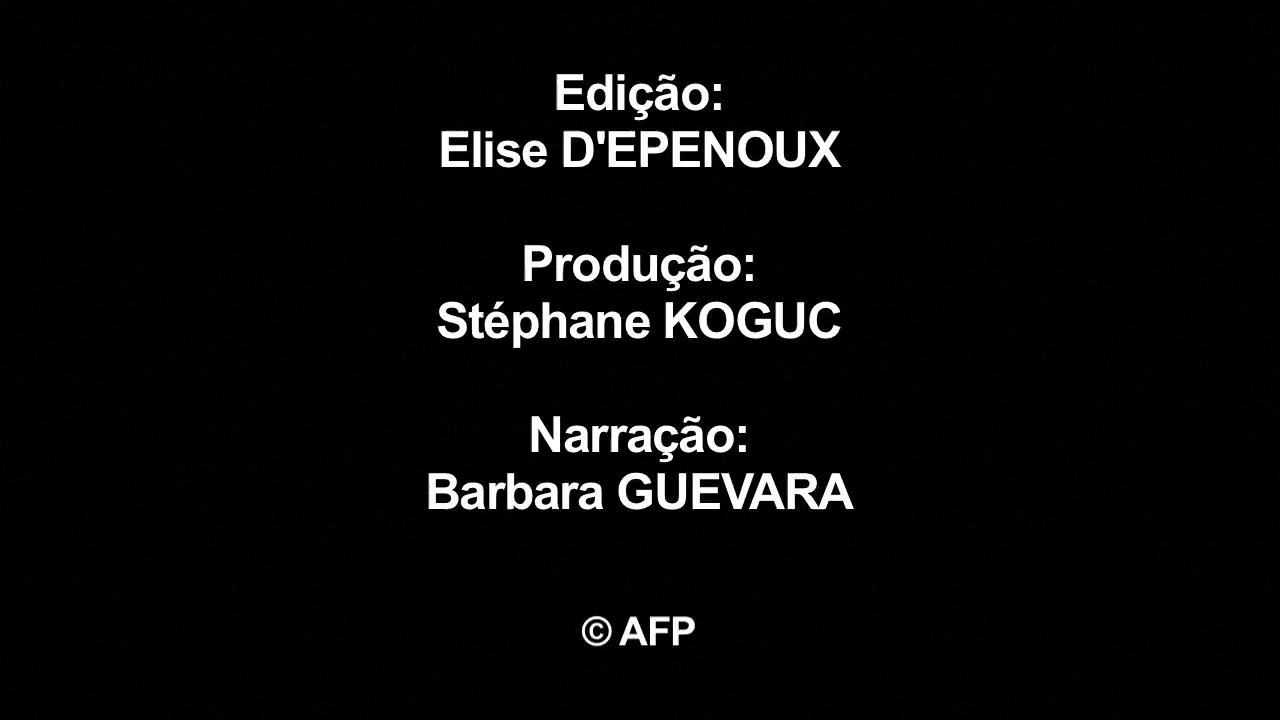 Edição:
Elise D'EPENOUX
Produção:
Stéphane KOGUC
Narração:
Barbara GUEVARA
© AFP